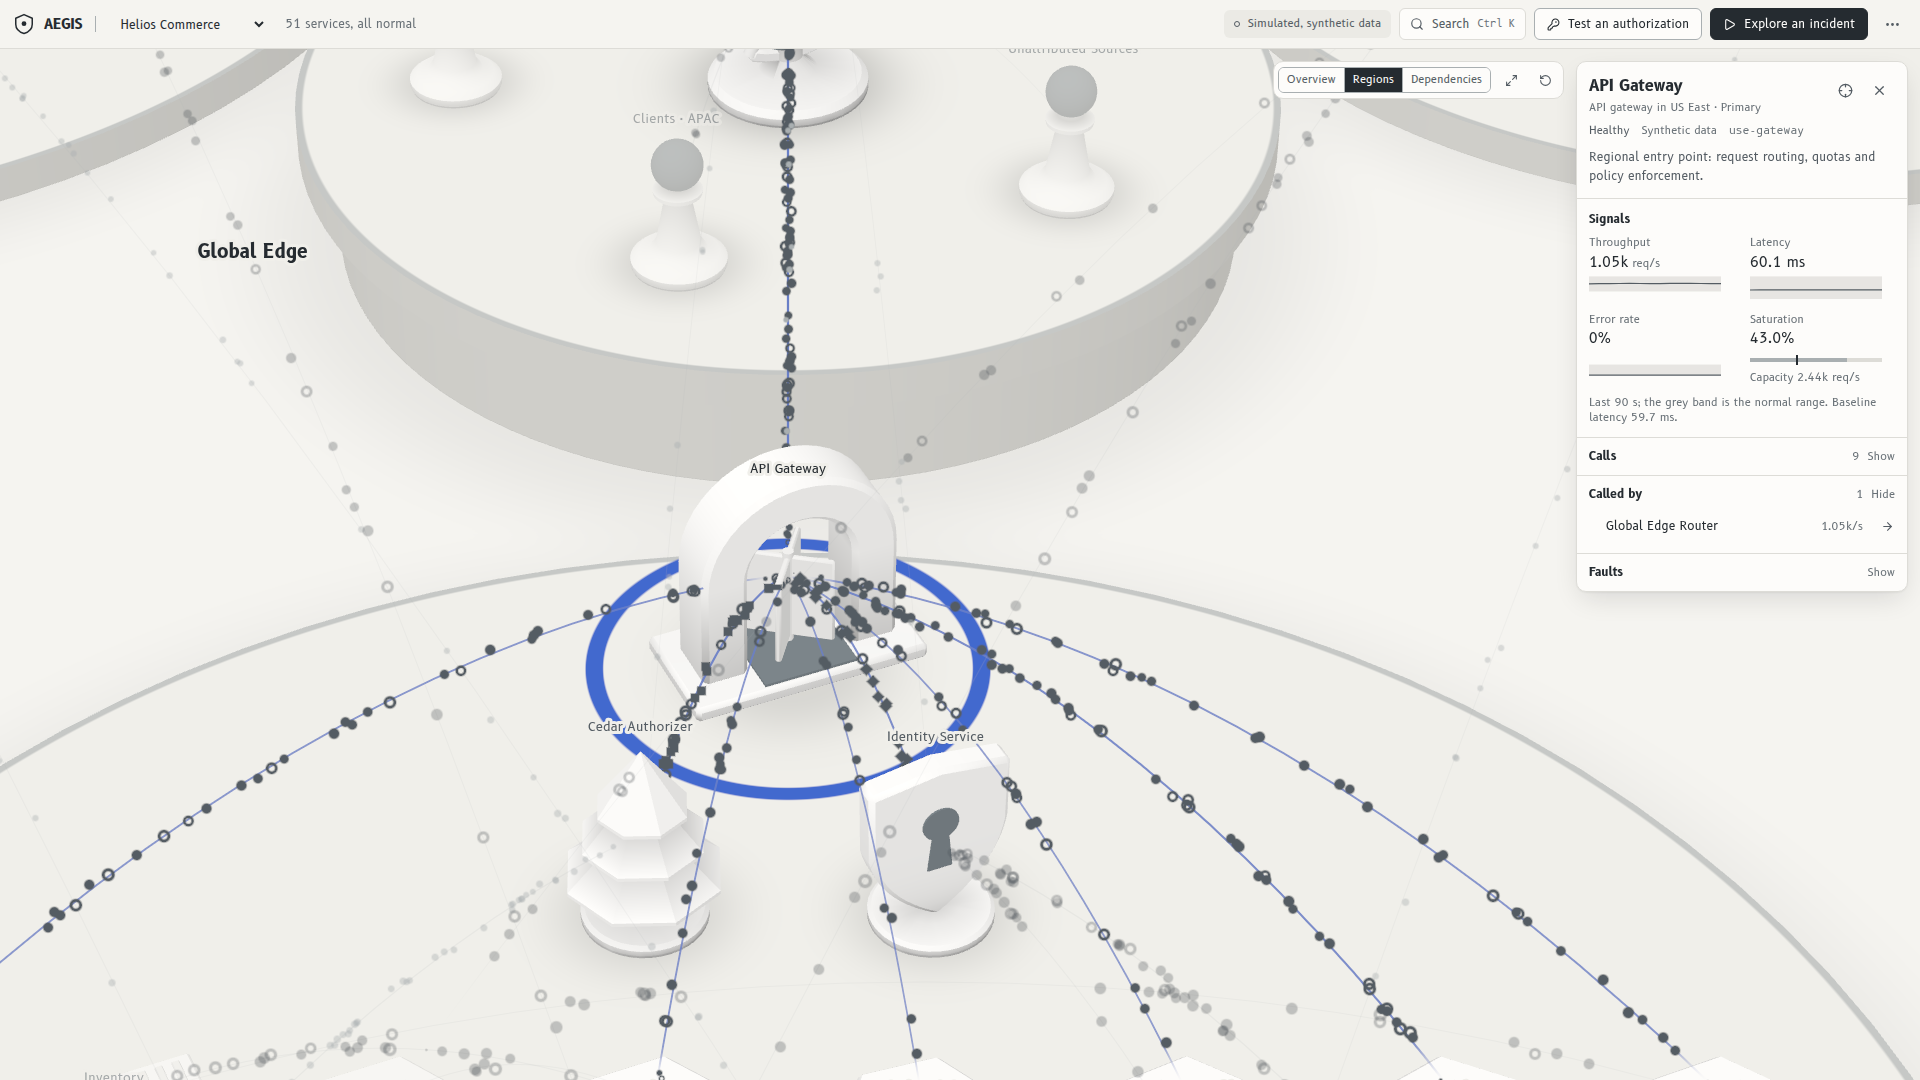 AEGIS
Helios Commerce
51 services, all normal
Simulated, synthetic data
Search Ctrl K
Test an authorization
Explore an incident
Unattributed Sources
Overview
Regions
Dependencies
Clients · APAC
Global Edge
API Gateway
Cedar Authorizer
Identity Service
Inventory
API Gateway
API gateway in US East · Primary
Healthy Synthetic data use-gateway
Regional entry point: request routing, quotas and
policy enforcement.
Signals
Throughput Latency
1.05k req/s 60.1 ms
Error rate Saturation
0% 43.0%
Capacity 2.44k req/s
Last 90 s; the grey band is the normal range. Baseline
latency 59.7 ms.
Calls 9 Show
Called by 1 Hide
Global Edge Router 1.05k/s
Faults Show